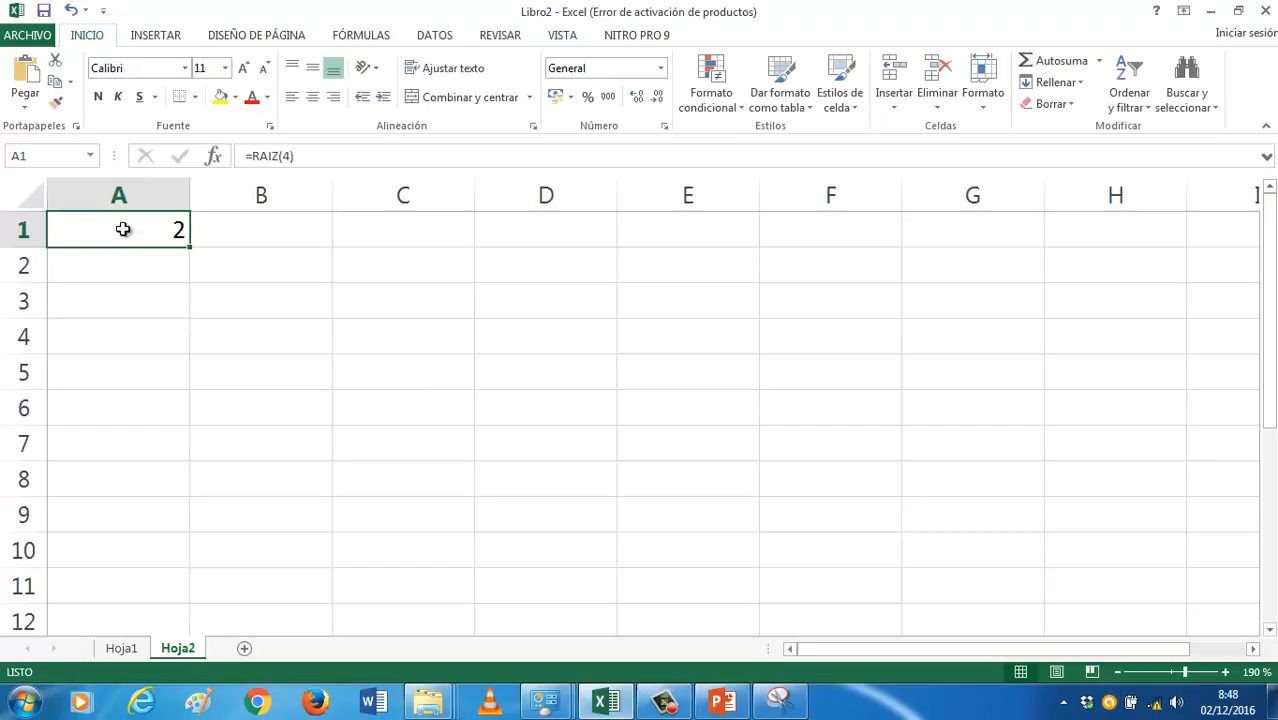 Libro2 - Excel (Error de activación de productos)
ARCHIVO INICIO INSERTAR DISEÑO DE PÁGINA FÓRMULAS DATOS REVISAR VISTA NITRO PRO 9 Iniciar sesión
Pegar
Calibri 11
N K S
Ajustar texto
Combinar y centrar
General
% 000
Formato condicional
Dar formato como tabla
Estilos de celda
Insertar Eliminar Formato
Autosuma
Rellenar
Borrar
Ordenar y filtrar
Buscar y seleccionar
Portapapeles Fuente Alineación Número Estilos Celdas Modificar
A1 fx =RAIZ(4)
A B C D E F G H I
1 2
2
3
4
5
6
7
8
9
10
11
12
Hoja1 Hoja2
LISTO 190 %
8:48
02/12/2016